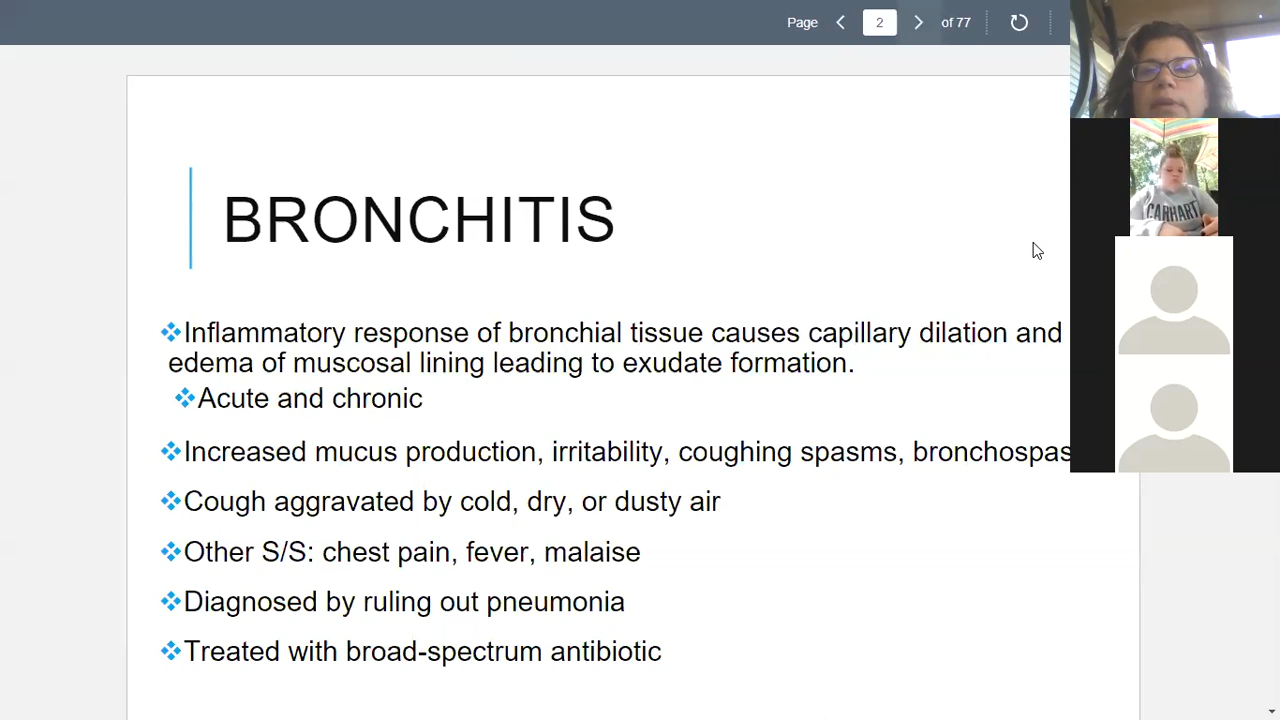 Page 2 of 77
BRONCHITIS
Inflammatory response of bronchial tissue causes capillary dilation and
edema of muscosal lining leading to exudate formation.
Acute and chronic
Increased mucus production, irritability, coughing spasms, bronchospas
Cough aggravated by cold, dry, or dusty air
Other S/S: chest pain, fever, malaise
Diagnosed by ruling out pneumonia
Treated with broad-spectrum antibiotic
CARHART